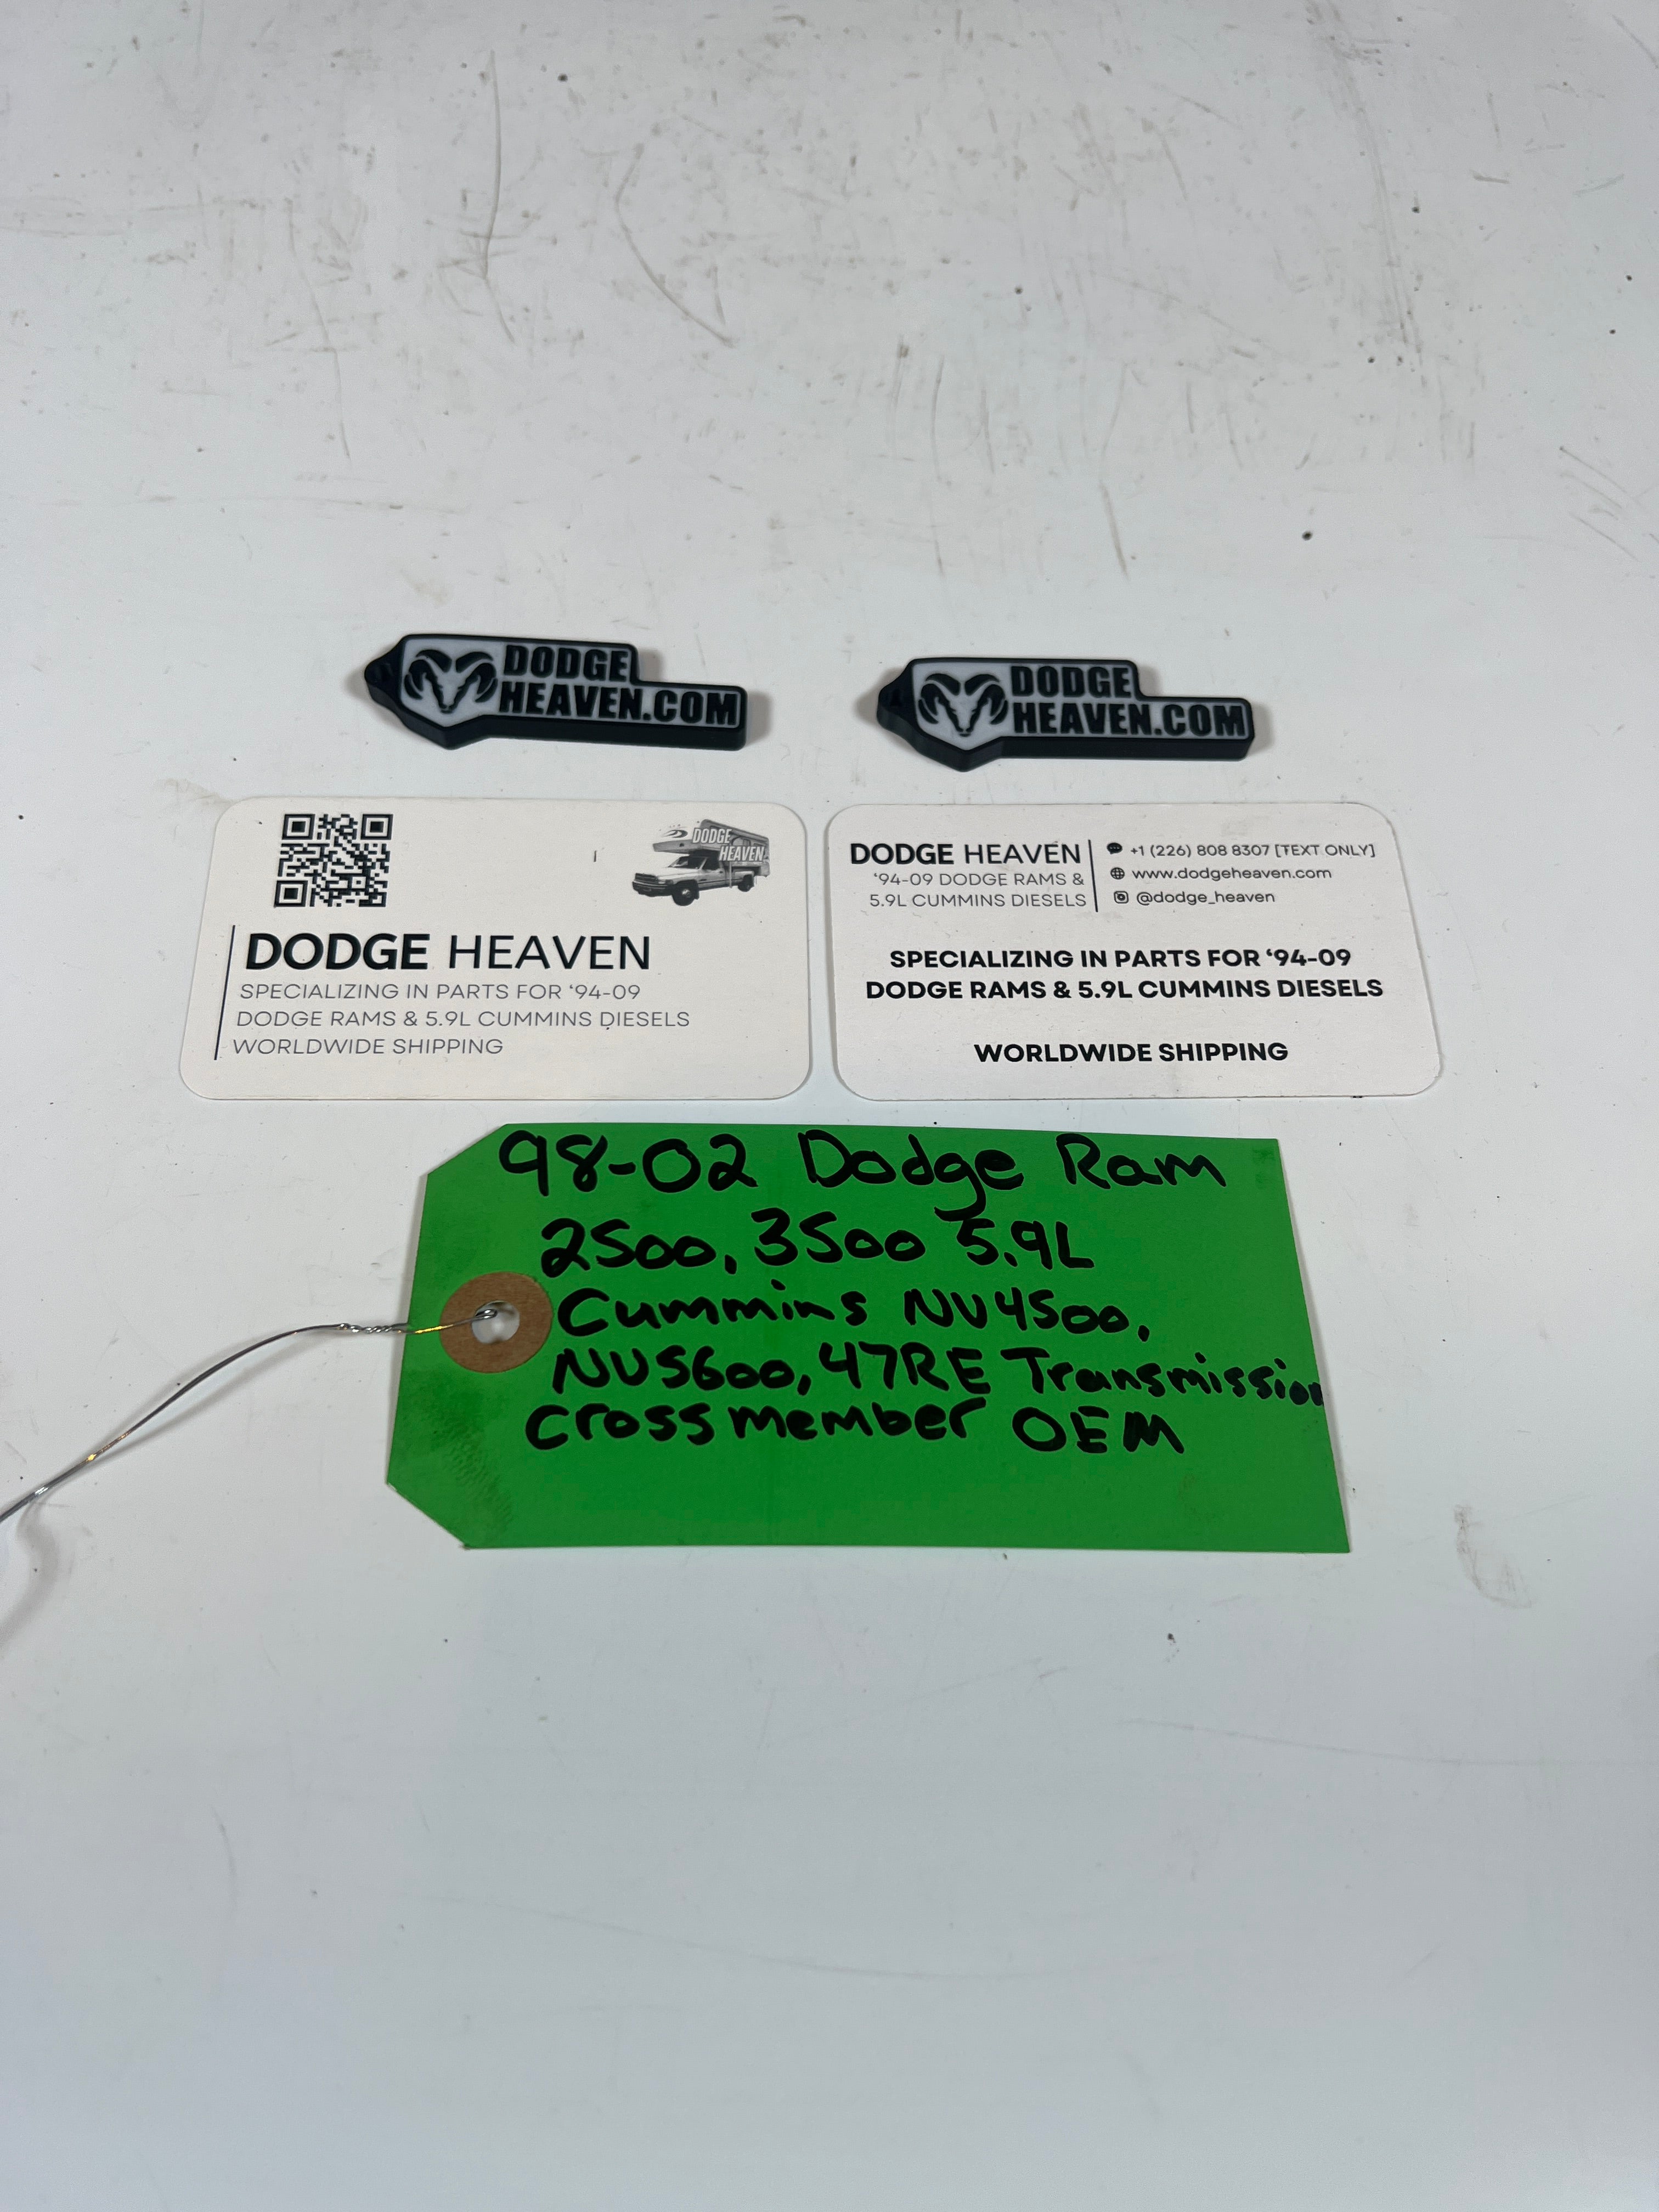 DODGE
HEAVEN.COM
DODGE
HEAVEN.COM
DODGE
HEAVEN
DODGE HEAVEN
SPECIALIZING IN PARTS FOR ‘94-09
DODGE RAMS & 5.9L CUMMINS DIESELS
WORLDWIDE SHIPPING
DODGE HEAVEN
‘94-09 DODGE RAMS &
5.9L CUMMINS DIESELS
+1 (226) 808 8307 [TEXT ONLY]
www.dodgeheaven.com
@dodge_heaven
SPECIALIZING IN PARTS FOR ‘94-09
DODGE RAMS & 5.9L CUMMINS DIESELS
WORLDWIDE SHIPPING
98-02 Dodge Ram
2500, 3500 5.9L
Cummins NV4500,
NV5600, 47RE Transmission
Crossmember OEM